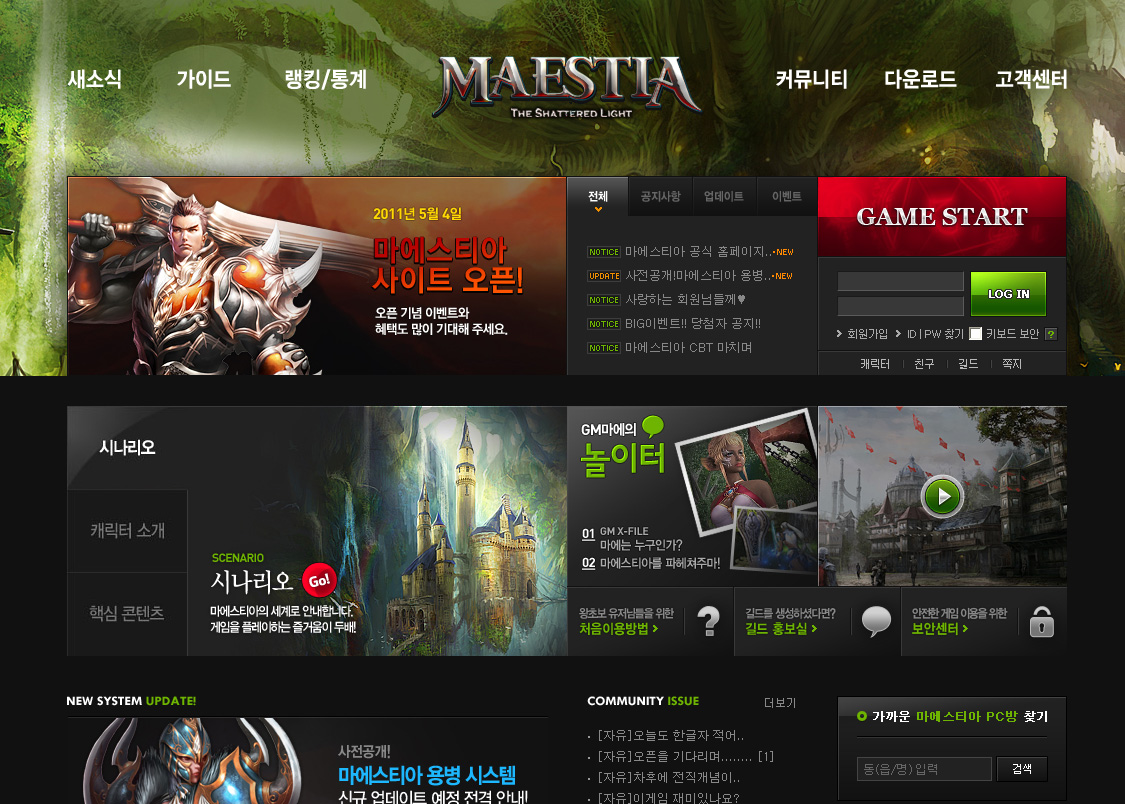 새소식 가이드 랭킹/통계 커뮤니티 다운로드 고객센터
MAESTIA
THE SHATTERED LIGHT
2011년 5월 4일
마에스티아
사이트 오픈!
오픈 기념 이벤트와
혜택도 많이 기대해 주세요.
전체 공지사항 업데이트 이벤트
NOTICE 마에스티아 공식 홈페이지..•NEW
UPDATE 사전공개!마에스티아 용병..•NEW
NOTICE 사랑하는 회원님들께♥
NOTICE BIG이벤트!! 당첨자 공지!!
NOTICE 마에스티아 CBT 마치며
GAME START
LOG IN
회원가입 ID | PW 찾기 키보드 보안 ?
캐릭터 | 친구 | 길드 | 쪽지
시나리오
캐릭터 소개
핵심 콘텐츠
SCENARIO
시나리오 Go!
마에스티아의 세계로 안내합니다.
게임을 플레이하는 즐거움이 두배!
GM마에의
놀이터
01 GM X-FILE
마에는 누구인가?
02 마에스티아를 파헤쳐주마!
왕초보 유저님들을 위한
처음이용방법 >
?
길드를 생성하셨다면?
길드 홍보실 >
안전한 게임 이용을 위한
보안센터 >
NEW SYSTEM UPDATE!
사전공개!
마에스티아 용병 시스템
신규 업데이트 예정 전격 안내!
COMMUNITY ISSUE 더보기
[자유]오늘도 한글자 적어..
[자유]오픈을 기다리며........ [1]
[자유]차후에 전직개념이..
[자유]이게임 재미있나요?
가까운 마에스티아 PC방 찾기
동(읍/면)입력 검색